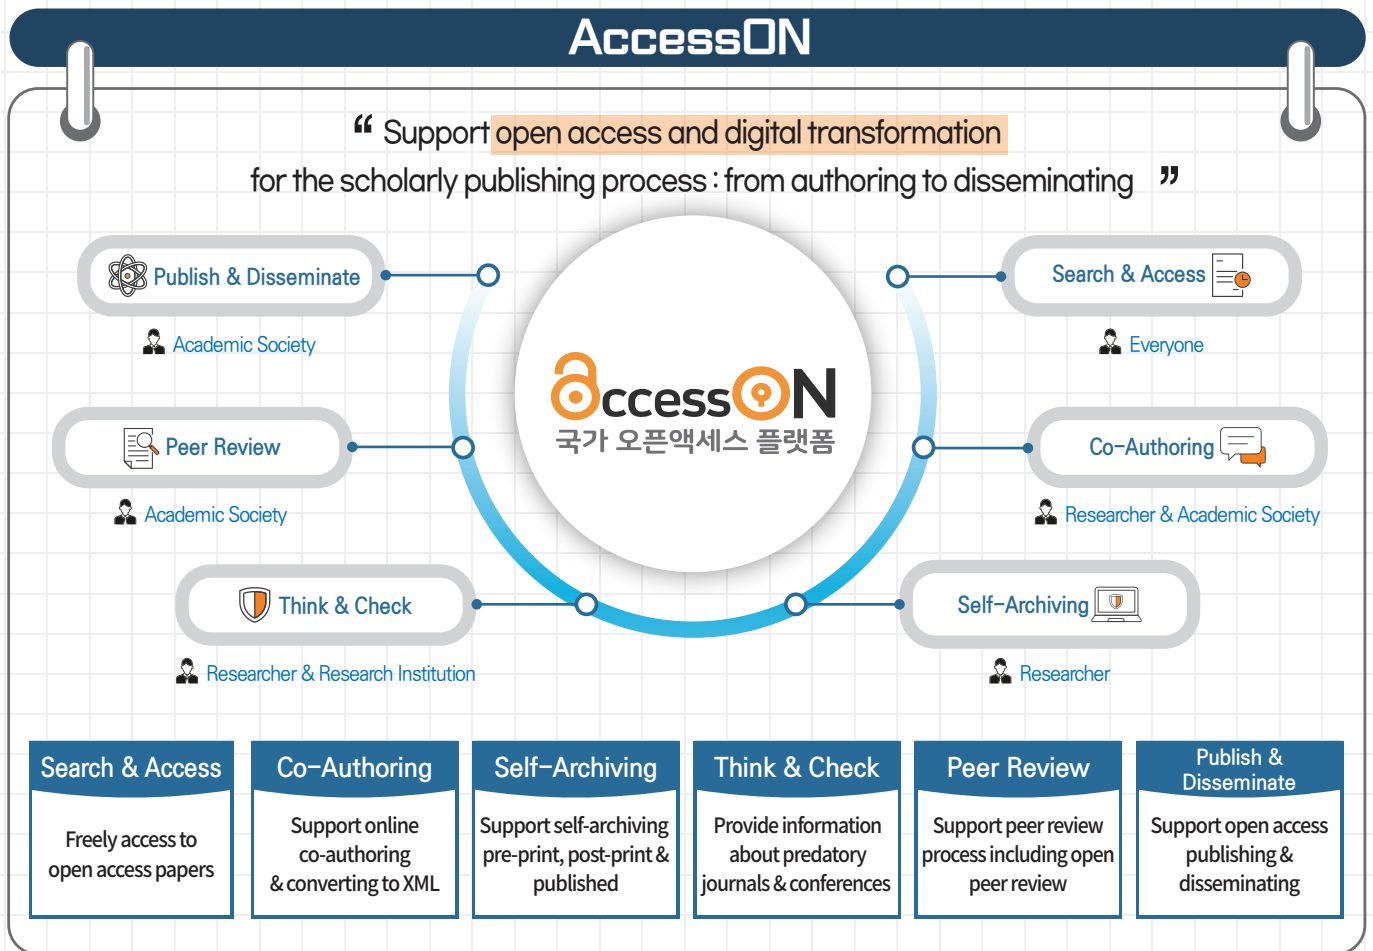 AccessON
“ Support open access and digital transformation
for the scholarly publishing process : from authoring to disseminating ”
Publish & Disseminate
Academic Society
Peer Review
Academic Society
Think & Check
Researcher & Research Institution
accessON
국가 오픈액세스 플랫폼
Search & Access
Everyone
Co-Authoring
Researcher & Academic Society
Self-Archiving
Researcher
Search & Access
Freely access to
open access papers
Co-Authoring
Support online
co-authoring
& converting to XML
Self-Archiving
Support self-archiving
pre-print, post-print &
published
Think & Check
Provide information
about predatory
journals & conferences
Peer Review
Support peer review
process including open
peer review
Publish &
Disseminate
Support open access
publishing &
disseminating